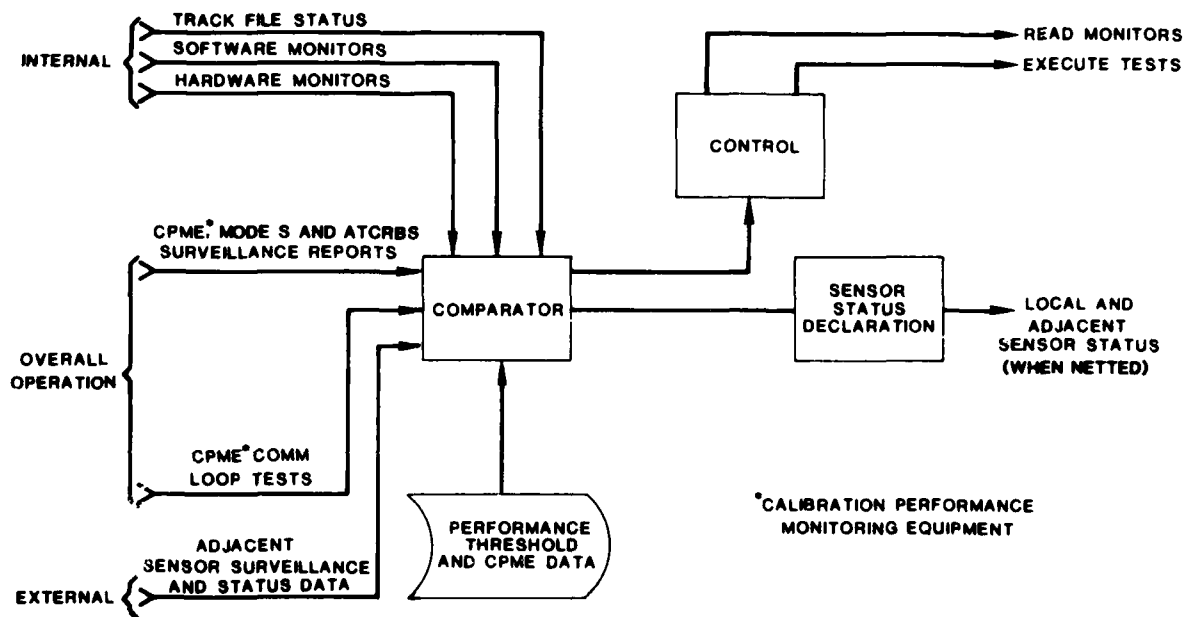 TRACK FILE STATUS
INTERNAL
SOFTWARE MONITORS
HARDWARE MONITORS
READ MONITORS
EXECUTE TESTS
CONTROL
CPME,* MODE S AND ATCRBS
SURVEILLANCE REPORTS
OVERALL
OPERATION
COMPARATOR
SENSOR
STATUS
DECLARATION
LOCAL AND
ADJACENT
SENSOR STATUS
(WHEN NETTED)
CPME* COMM
LOOP TESTS
PERFORMANCE
THRESHOLD
AND CPME DATA
*CALIBRATION PERFORMANCE
MONITORING EQUIPMENT
ADJACENT
SENSOR SURVEILLANCE
AND STATUS DATA
EXTERNAL